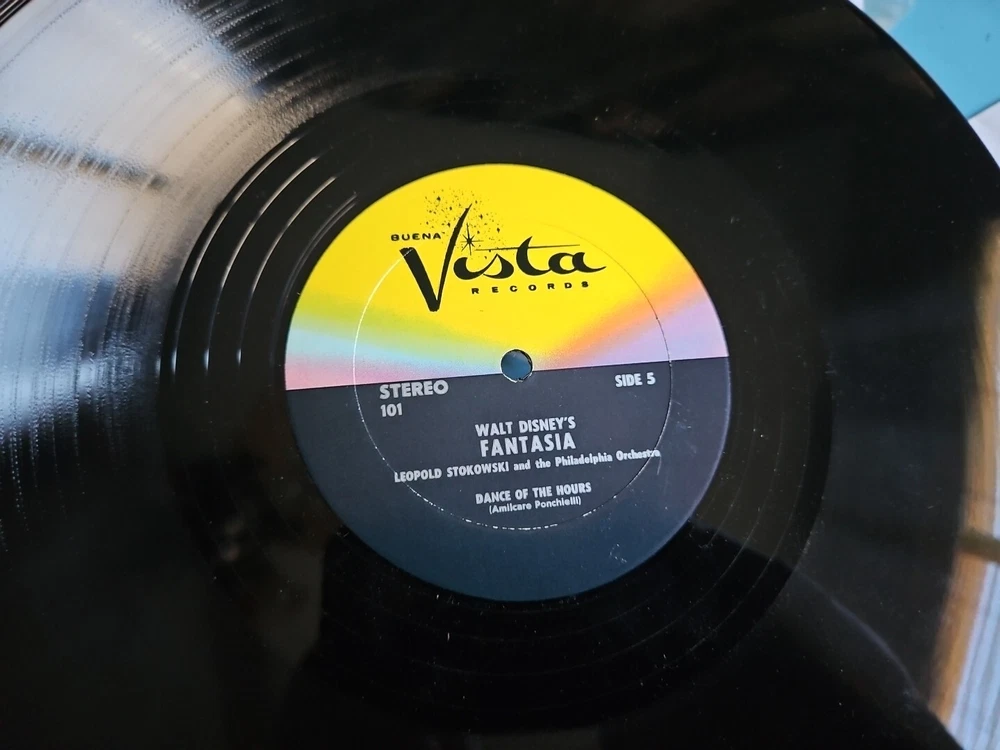 BUENA
Vista
RECORDS
STEREO
SIDE 5
101
WALT DISNEY'S
FANTASIA
LEOPOLD STOKOWSKI and the Philadelphia Orchestra
DANCE OF THE HOURS
(Amilcare Ponchielli)